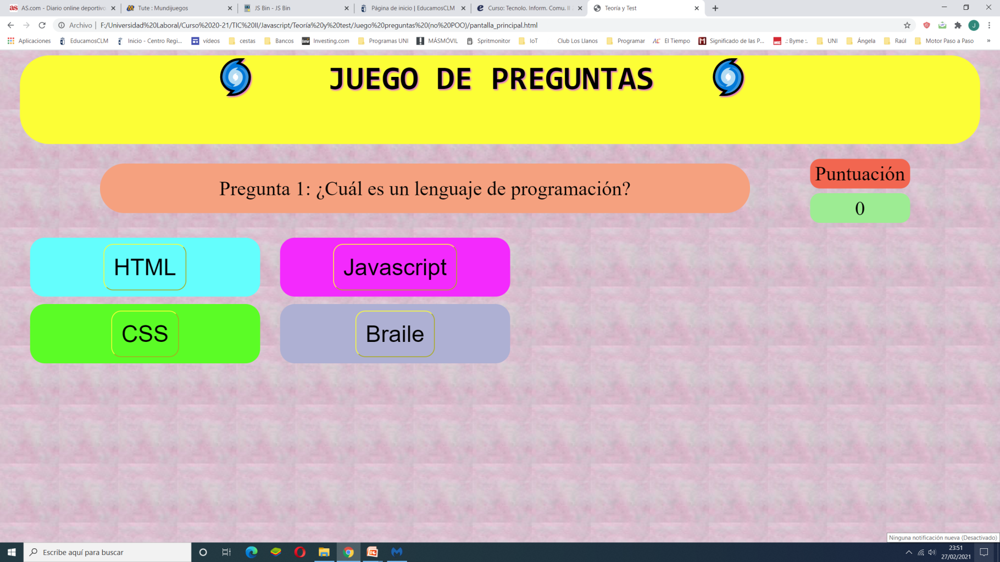 as AS.com - Diario online deportivo
Tute : Mundijuegos
JS Bin - JS Bin
Página de inicio | EducamosCLM
Curso: Tecnolo. Inform. Comu. II
Teoría y Test
Archivo | F:/Universidad%20Laboral/Curso%2020-21/TIC%20II/Javascript/Teoría%20y%20test/Juego%20preguntas%20(no%20POO)/pantalla_principal.html
J
Aplicaciones
EducamosCLM
Inicio - Centro Regi...
vídeos
cestas
Bancos
Inv Investing.com
Programas UNI
MÁSMÓVIL
Spritmonitor
IoT
Club Los Llanos
Programar
El Tiempo
Significado de las P...
ME .: Byme :.
UNI
Ángela
Raúl
Motor Paso a Paso
»
JUEGO DE PREGUNTAS
Pregunta 1: ¿Cuál es un lenguaje de programación?
Puntuación
0
HTML
Javascript
CSS
Braile
Ninguna notificación nueva (Desactivado)
Escribe aquí para buscar
23:51
27/02/2021